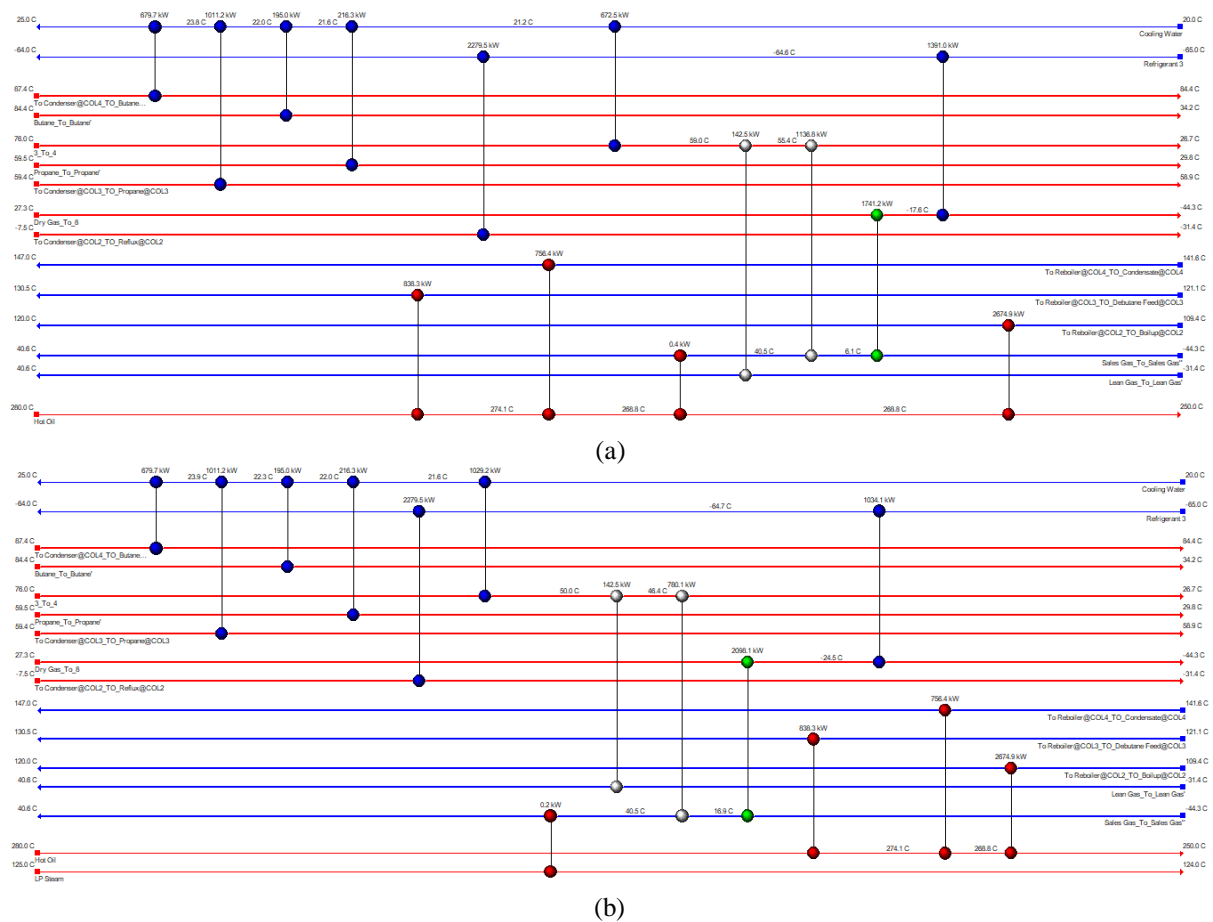 679.7 kW 1011.2 kW 195.0 kW 216.3 kW 672.5 kW
25.0 C 23.8 C 22.0 C 21.6 C 21.2 C 20.0 C
Cooling Water
2279.5 kW 1391.0 kW
-64.0 C -64.6 C -65.0 C
Refrigerant 3
87.4 C 84.4 C
To Condenser@COL4_TO_Butane...
84.4 C 34.2 C
Butane_To_Butane'
142.5 kW 1136.8 kW
76.0 C 59.0 C 55.4 C 26.7 C
3_To_4
59.5 C 29.8 C
Propane_To_Propane'
59.4 C 58.9 C
To Condenser@COL3_TO_Propane@COL3
1741.2 kW
27.3 C -17.6 C -44.3 C
Dry Gas_To_8
-7.5 C -31.4 C
To Condenser@COL2_TO_Reflux@COL2
756.4 kW
147.0 C 141.6 C
To Reboiler@COL4_TO_Condensate@COL4
838.3 kW
130.5 C 121.1 C
To Reboiler@COL3_TO_Debutane Feed@COL3
2674.9 kW
120.0 C 109.4 C
To Reboiler@COL2_TO_Boilup@COL2
0.4 kW
40.6 C 40.5 C 6.1 C -44.3 C
Sales Gas_To_Sales Gas''
40.6 C -31.4 C
Lean Gas_To_Lean Gas'
280.0 C 274.1 C 268.8 C 268.8 C 250.0 C
Hot Oil
(a)
679.7 kW 1011.2 kW 195.0 kW 216.3 kW 1029.2 kW
25.0 C 23.9 C 22.3 C 22.0 C 21.6 C 20.0 C
Cooling Water
2279.5 kW 1034.1 kW
-64.0 C -64.7 C -65.0 C
Refrigerant 3
87.4 C 84.4 C
To Condenser@COL4_TO_Butane...
84.4 C 34.2 C
Butane_To_Butane'
142.5 kW 780.1 kW
76.0 C 50.0 C 46.4 C 26.7 C
3_To_4
59.5 C 29.8 C
Propane_To_Propane'
59.4 C 58.9 C
To Condenser@COL3_TO_Propane@COL3
2098.1 kW
27.3 C -24.5 C -44.3 C
Dry Gas_To_8
-7.5 C -31.4 C
To Condenser@COL2_TO_Reflux@COL2
756.4 kW
147.0 C 141.6 C
To Reboiler@COL4_TO_Condensate@COL4
838.3 kW
130.5 C 121.1 C
To Reboiler@COL3_TO_Debutane Feed@COL3
2674.9 kW
120.0 C 109.4 C
To Reboiler@COL2_TO_Boilup@COL2
40.6 C -31.4 C
Lean Gas_To_Lean Gas'
0.2 kW
40.6 C 40.5 C 16.9 C -44.3 C
Sales Gas_To_Sales Gas''
280.0 C 274.1 C 268.8 C 250.0 C
Hot Oil
125.0 C 124.0 C
LP Steam
(b)